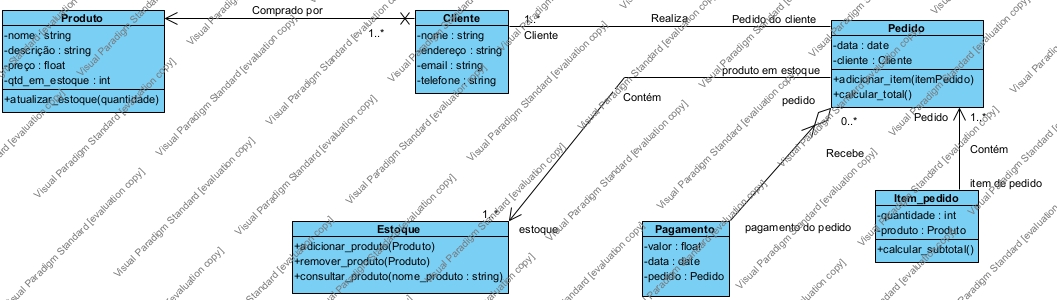 Produto
-nome : string
-descrição : string
-preço : float
-qtd_em_estoque : int
+atualizar_estoque(quantidade)
Comprado por
1..*
Cliente
-nome : string
-endereço : string
-email : string
-telefone : string
1..*
Cliente
Realiza
Pedido do cliente
Pedido
-data : date
-cliente : Cliente
+adicionar_item(itemPedido)
+calcular_total()
produto em estoque
Contém
1..*
estoque
Estoque
+adicionar_produto(Produto)
+remover_produto(Produto)
+consultar_produto(nome_produto : string)
pedido
0..*
Recebe
pagamento do pedido
Pagamento
-valor : float
-data : date
-pedido : Pedido
Pedido
1..*
Contém
item de pedido
Item_pedido
-quantidade : int
-produto : Produto
+calcular_subtotal()
Visual Paradigm Standard [evaluation copy]